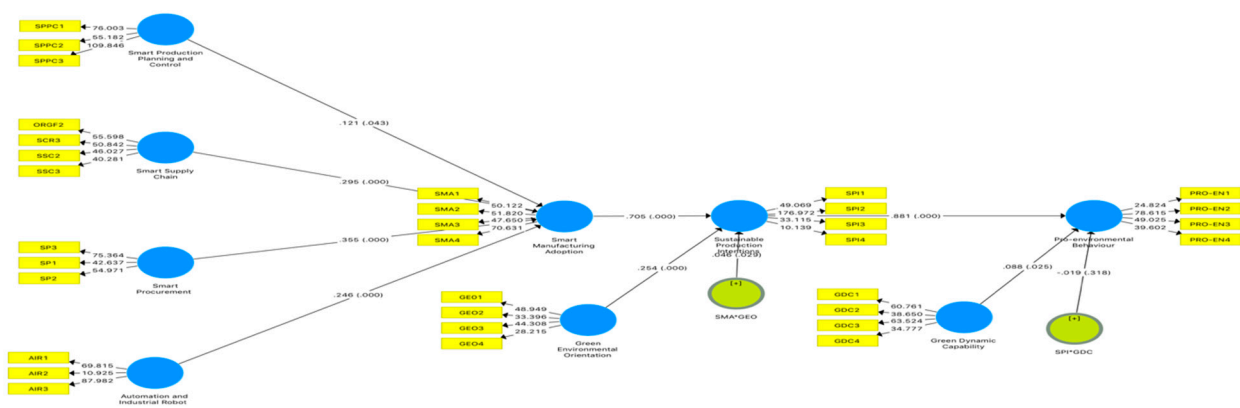 SPPC1
SPPC2
SPPC3
76.003
55.182
109.846
Smart Production
Planning and
Control
.121 (.043)
ORGF2
SCR3
SSC2
SSC3
55.598
50.842
46.027
40.281
Smart Supply
Chain
.295 (.000)
SP3
SP1
SP2
75.364
42.637
54.971
Smart
Procurement
.355 (.000)
AIR1
AIR2
AIR3
69.815
10.925
87.982
Automation and
Industrial Robot
.246 (.000)
SMA1
SMA2
SMA3
SMA4
50.122
51.820
47.650
70.631
Smart
Manufacturing
Adoption
.705 (.000)
GEO1
GEO2
GEO3
GEO4
48.949
33.396
44.308
28.215
Green
Environmental
Orientation
.254 (.000)
Sustainable
Production
Intentions
.046 (.029)
[+]
SMA*GEO
SPI1
SPI2
SPI3
SPI4
49.069
176.972
33.115
10.139
.881 (.000)
GDC1
GDC2
GDC3
GDC4
60.761
38.650
63.524
34.777
Green Dynamic
Capability
.088 (.025)
-.019 (.318)
[+]
SPI*GDC
Pro-environmental
Behaviour
24.824
78.615
49.025
39.602
PRO-EN1
PRO-EN2
PRO-EN3
PRO-EN4